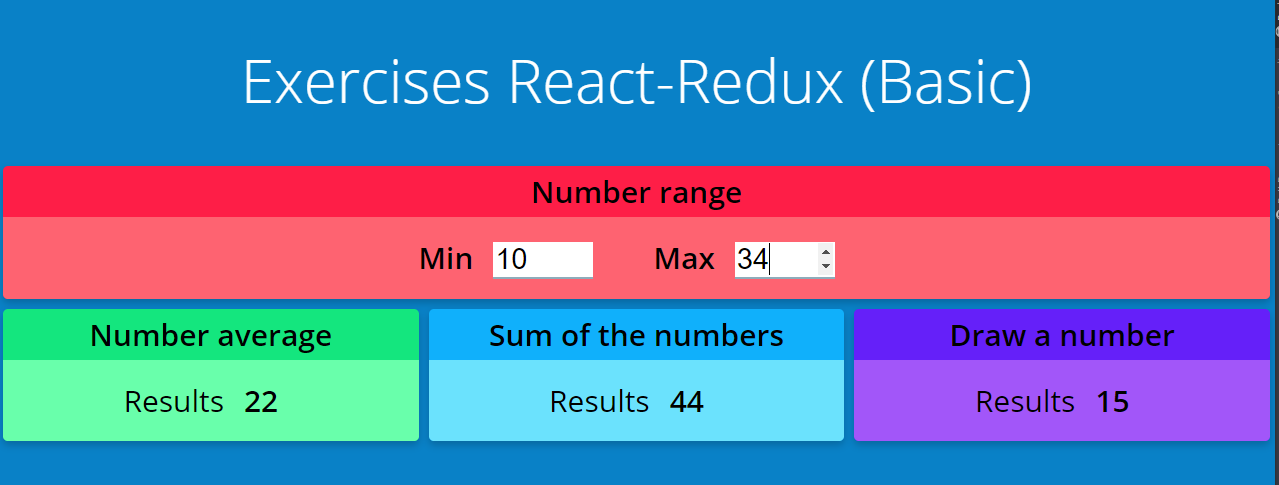 Exercises React-Redux (Basic)
Number range
Min 10 Max 34
Number average Sum of the numbers Draw a number
Results 22 Results 44 Results 15